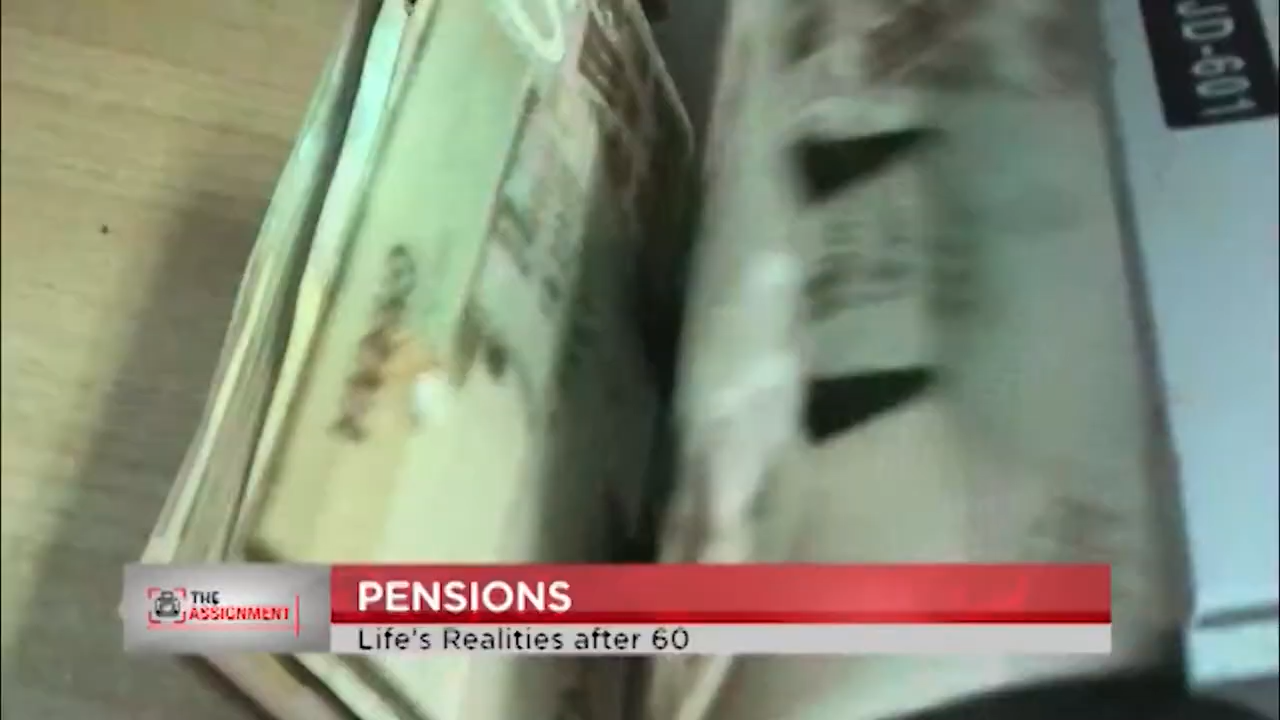 JD-601
THE
ASSIGNMENT
PENSIONS
Life's Realities after 60